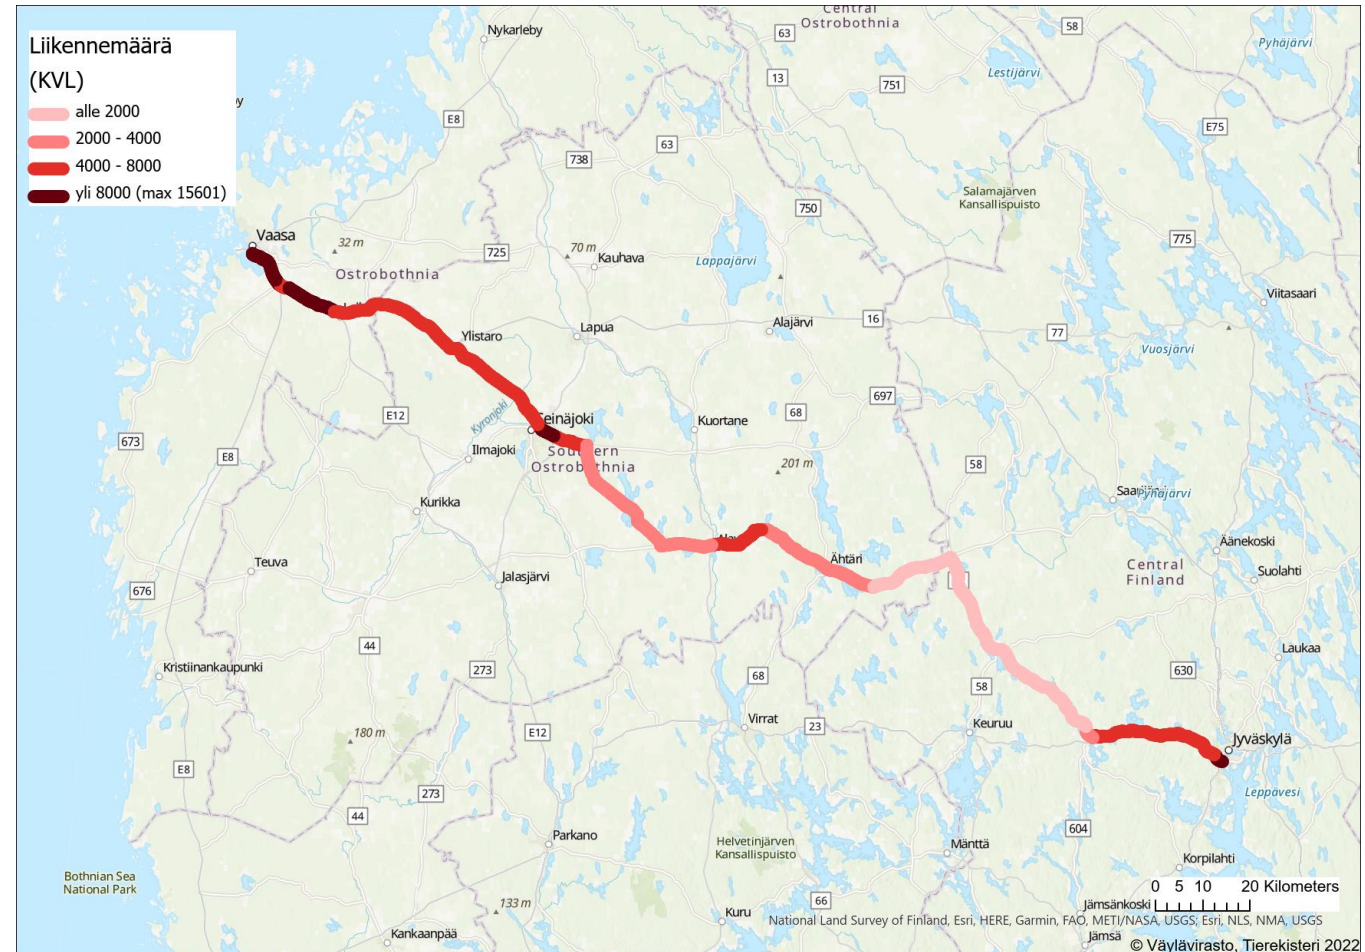 Liikennemäärä
(KVL)
alle 2000
2000 - 4000
4000 - 8000
yli 8000 (max 15601)
Central
Ostrobothnia
Nykarleby
63
58
Pyhäjärvi
Lestijärvi
13
751
E8
E75
63
738
Salamajärven
Kansallispuisto
750
Vaasa
32 m
725
70 m
Kauhava
Lappajärvi
775
Ostrobothnia
Viitasaari
Ylistaro
Lapua
Alajärvi
16
77
Vuosjärvi
E12
697
Kyrönjoki
Seinäjoki
Kuortane
68
673
E8
Ilmajoki
Southern
Ostrobothnia
201 m
58
Kurikka
Äänekoski
Teuva
Ähtäri
Central
Finland
Suolahti
676
Jalasjärvi
44
273
Laukaa
Kristiinankaupunki
68
58
630
Virrat
23
Keuruu
180 m
E12
Jyväskylä
E8
273
Leppävesi
44
604
Parkano
Helvetinjärven
Kansallispuisto
Mänttä
Korpilahti
Bothnian Sea
National Park
133 m
66
0 5 10 20 Kilometers
Jämsänkoski
Kuru
National Land Survey of Finland, Esri, HERE, Garmin, FAO, METI/NASA, USGS; Esri, NLS, NMA, USGS
Kankaanpää
Jämsä
© Väylävirasto, Tierekisteri 2022